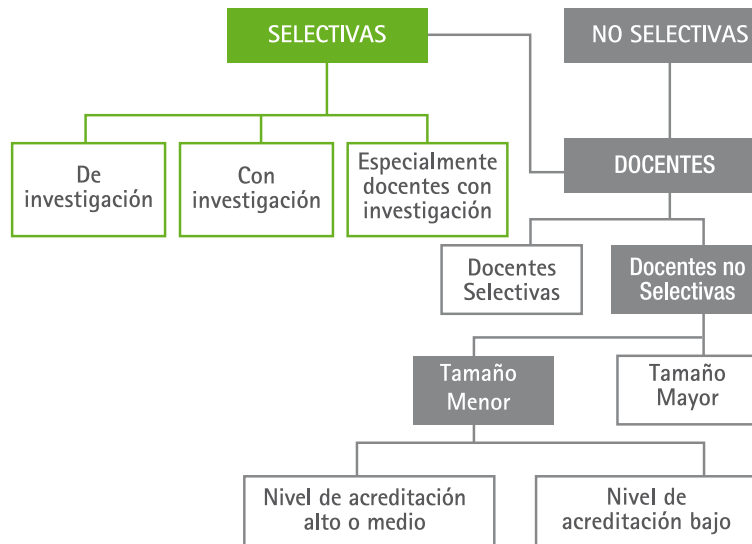 SELECTIVAS
NO SELECTIVAS
De
investigación
Con
investigación
Especialmente
docentes con
investigación
DOCENTES
Docentes
Selectivas
Docentes no
Selectivas
Tamaño
Menor
Tamaño
Mayor
Nivel de acreditación
alto o medio
Nivel de
acreditación bajo